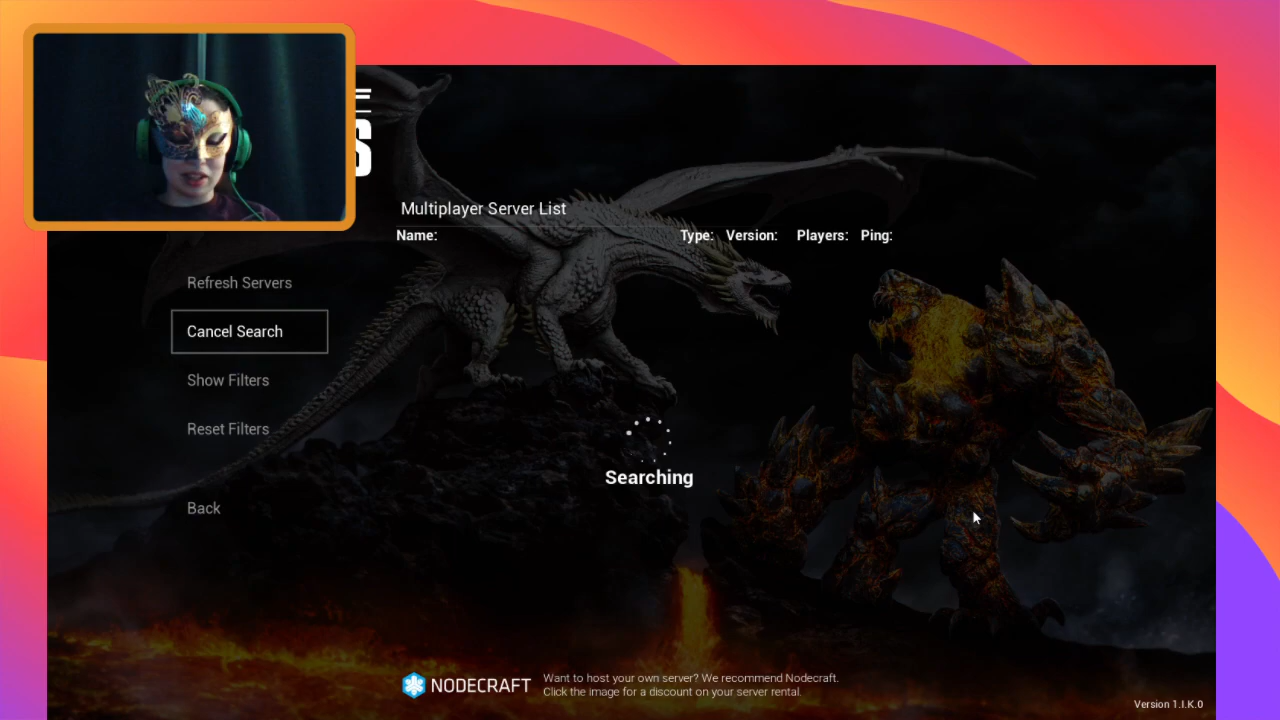 Multiplayer Server List
Name: Type: Version: Players: Ping:
Refresh Servers
Cancel Search
Show Filters
Reset Filters
Back
Searching
NODECRAFT
Want to host your own server? We recommend Nodecraft.
Click the image for a discount on your server rental.
Version 1.I.K.0